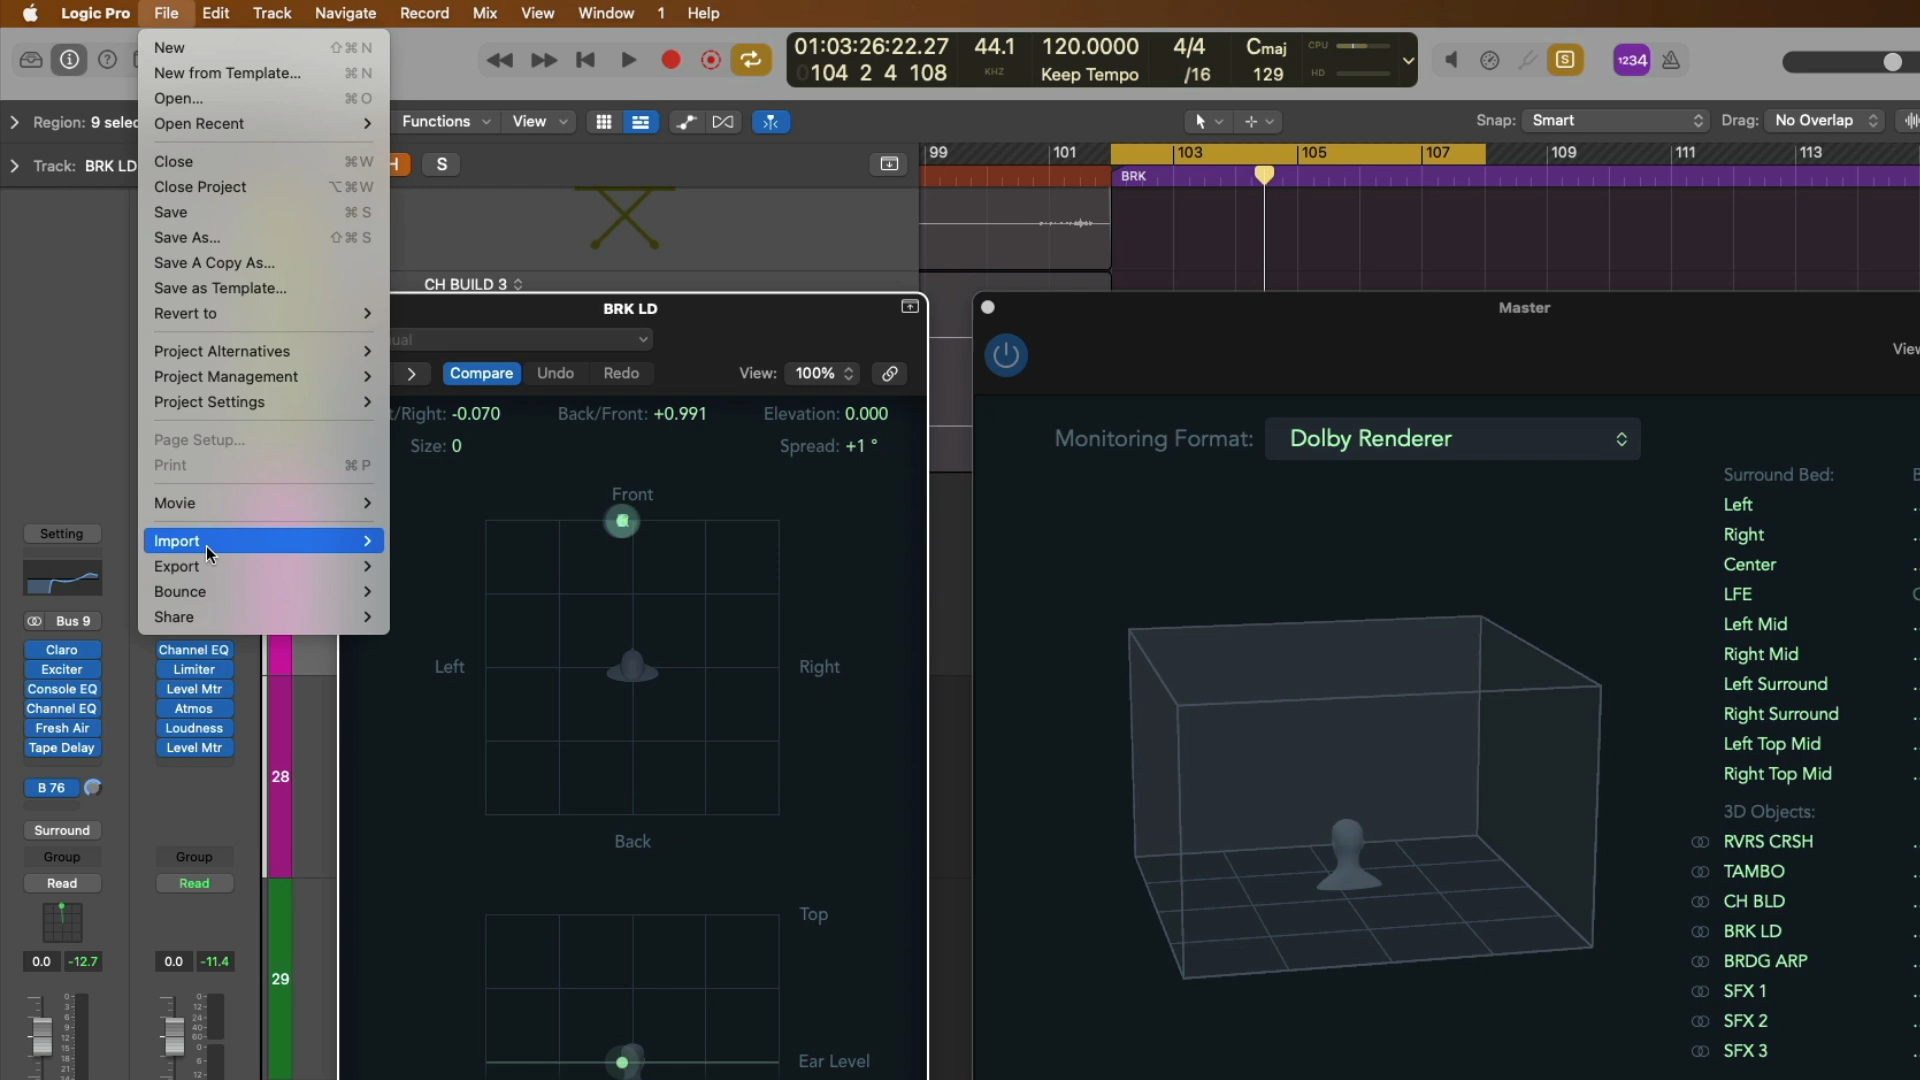 Logic Pro File Edit Track Navigate Record Mix View Window 1 Help
New ⇧⌘N
New from Template... ⌘N
Open... ⌘O
Open Recent
Close ⌘W
Close Project ⌥⌘W
Save ⌘S
Save As... ⇧⌘S
Save A Copy As...
Save as Template...
Revert to
Project Alternatives
Project Management
Project Settings
Page Setup...
Print ⌘P
Movie
Import
Export
Bounce
Share
01:03:26:22.27 44.1 120.0000 4/4 Cmaj CPU
104 2 4 108 KHZ Keep Tempo /16 129 HD
1234
Region: 9 selec
Functions View
Snap: Smart Drag: No Overlap
Track: BRK LD
S
99 101 103 105 107 109 111 113
BRK
CH BUILD 3
BRK LD
ual
Compare Undo Redo View: 100%
t/Right: -0.070 Back/Front: +0.991 Elevation: 0.000
Size: 0 Spread: +1 °
Front
Left Right
Back
Top
Ear Level
Master
View
Monitoring Format: Dolby Renderer
Surround Bed:
Left
Right
Center
LFE
Left Mid
Right Mid
Left Surround
Right Surround
Left Top Mid
Right Top Mid
3D Objects:
RVRS CRSH
TAMBO
CH BLD
BRK LD
BRDG ARP
SFX 1
SFX 2
SFX 3
Setting
Bus 9
Claro
Exciter
Console EQ
Channel EQ
Fresh Air
Tape Delay
B 76
Surround
Group
Read
0.0 -12.7
Channel EQ
Limiter
Level Mtr
Atmos
Loudness
Level Mtr
Group
Read
0.0 -11.4
28
29